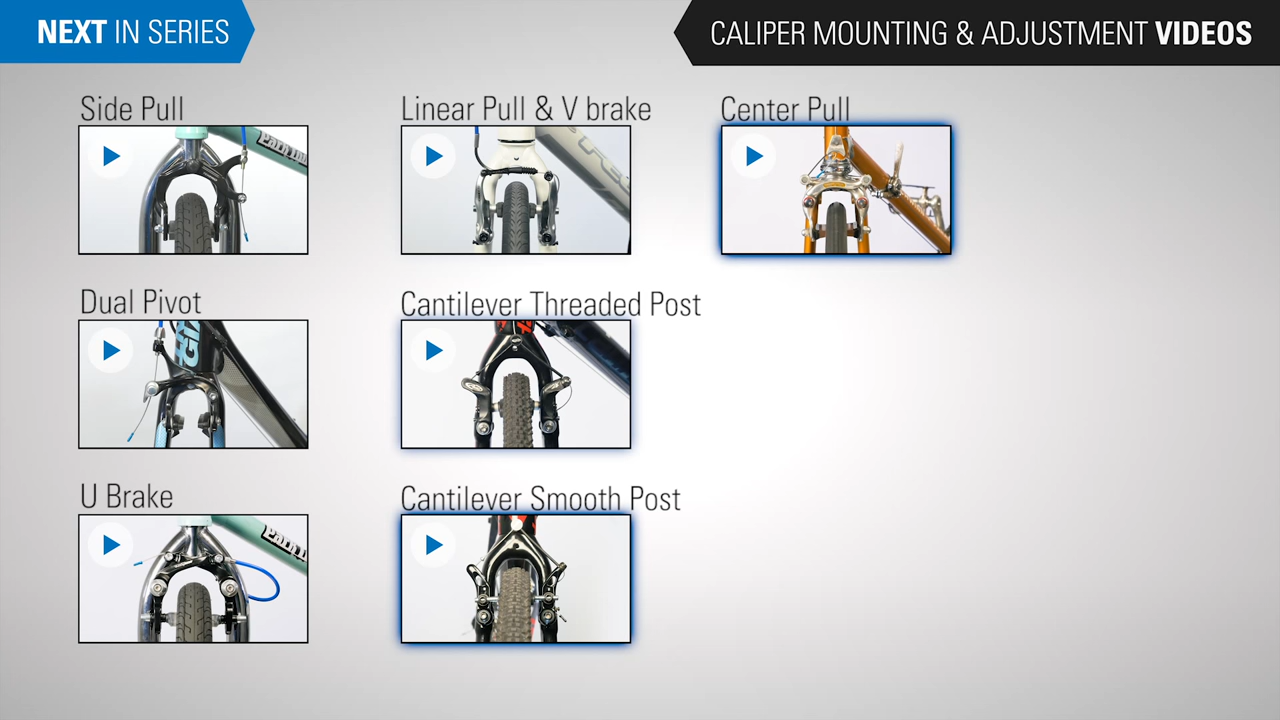 NEXT IN SERIES
CALIPER MOUNTING & ADJUSTMENT VIDEOS
Side Pull
Linear Pull & V brake
Center Pull
Dual Pivot
Cantilever Threaded Post
U Brake
Cantilever Smooth Post